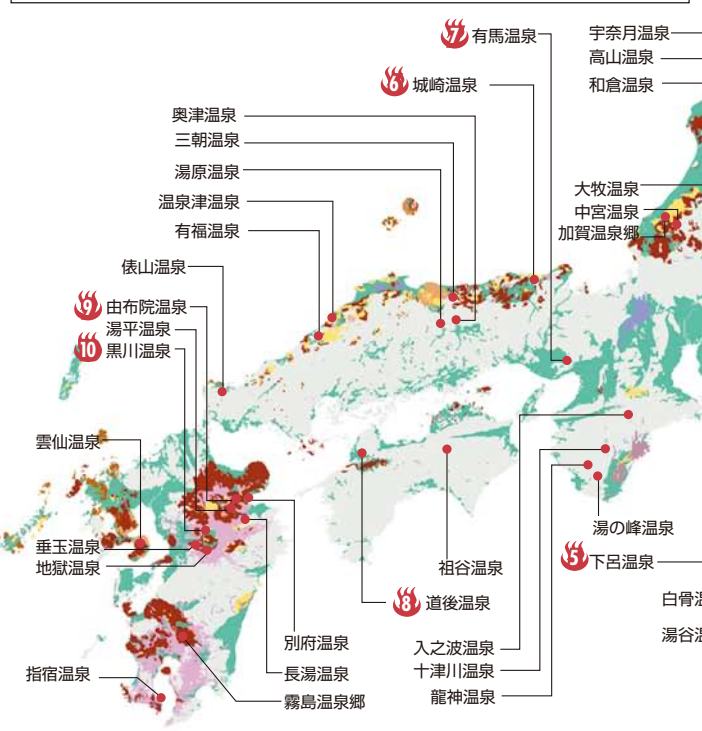 7 有馬温泉
宇奈月温泉
高山温泉
6 城崎温泉
和倉温泉
奥津温泉
三朝温泉
湯原温泉
温泉津温泉
有福温泉
大牧温泉
中宮温泉
加賀温泉郷
俵山温泉
9 由布院温泉
湯平温泉
10 黒川温泉
雲仙温泉
垂玉温泉
地獄温泉
湯の峰温泉
5 下呂温泉
祖谷温泉
8 道後温泉
白骨温
湯谷温
別府温泉
入之波温泉
長湯温泉
十津川温泉
指宿温泉
霧島温泉郷
龍神温泉